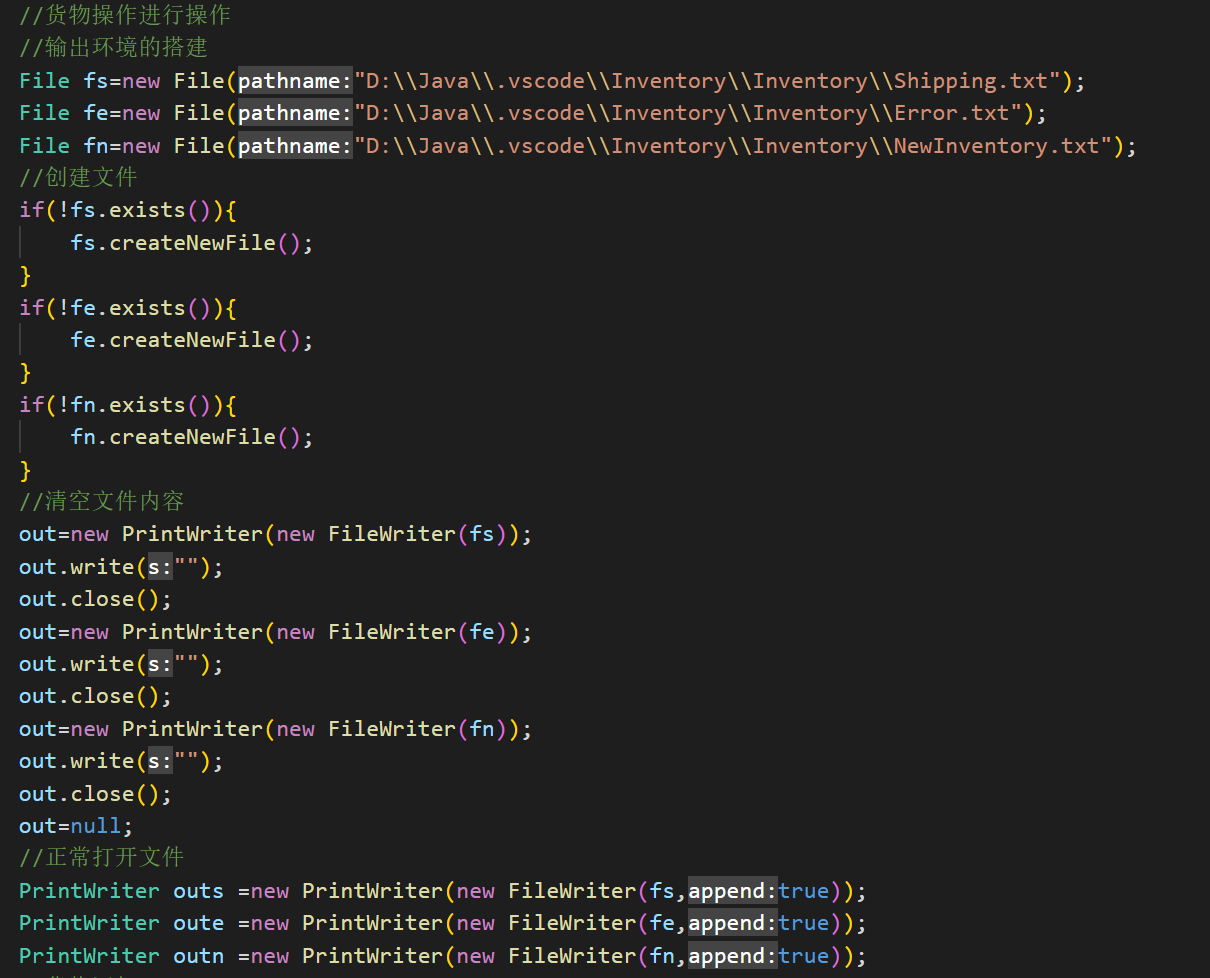 //货物操作进行操作
//输出环境的搭建
File fs=new File(pathname:"D:\\Java\\.vscode\\Inventory\\Inventory\\Shipping.txt");
File fe=new File(pathname:"D:\\Java\\.vscode\\Inventory\\Inventory\\Error.txt");
File fn=new File(pathname:"D:\\Java\\.vscode\\Inventory\\Inventory\\NewInventory.txt");
//创建文件
if(!fs.exists()){
    fs.createNewFile();
}
if(!fe.exists()){
    fe.createNewFile();
}
if(!fn.exists()){
    fn.createNewFile();
}
//清空文件内容
out=new PrintWriter(new FileWriter(fs));
out.write(s:"");
out.close();
out=new PrintWriter(new FileWriter(fe));
out.write(s:"");
out.close();
out=new PrintWriter(new FileWriter(fn));
out.write(s:"");
out.close();
out=null;
//正常打开文件
PrintWriter outs =new PrintWriter(new FileWriter(fs,append:true));
PrintWriter oute =new PrintWriter(new FileWriter(fe,append:true));
PrintWriter outn =new PrintWriter(new FileWriter(fn,append:true));